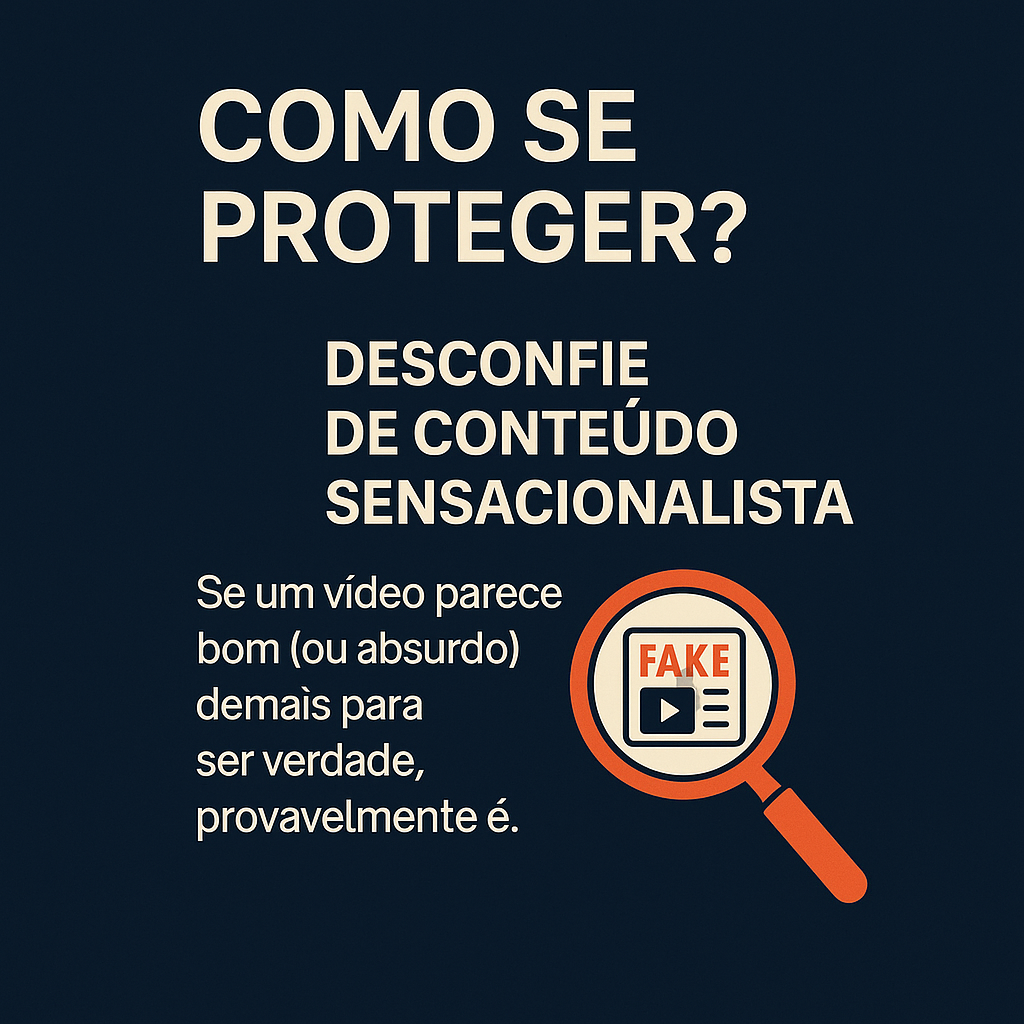 COMO SE
PROTEGER?
DESCONFIE
DE CONTEÚDO
SENSACIONALISTA
Se um vídeo parece
bom (ou absurdo)
demaìs para
ser verdade,
provavelmente é.
FAKE